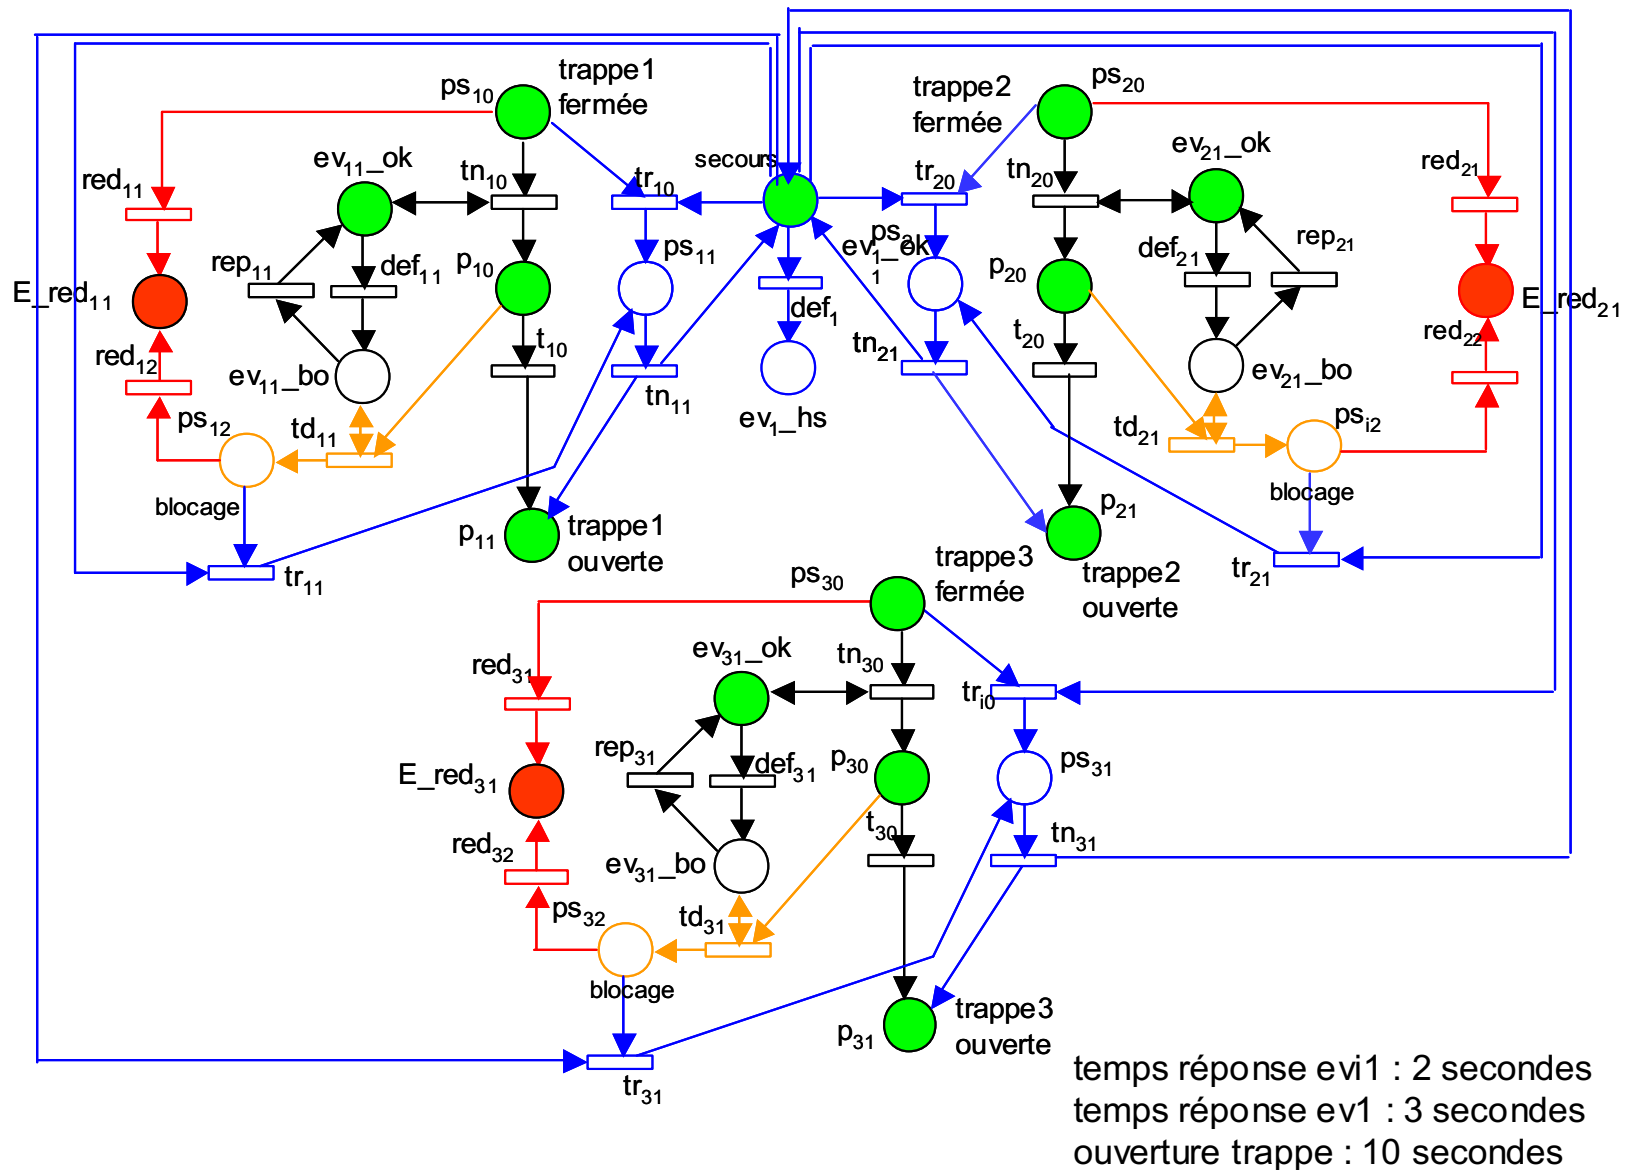 trappe1
fermée
ps10
trappe2
fermée
ps20
secours
ev11_ok
tn10
tr10
red11
tr20
tn20
ev21_ok
red21
rep11
def11
p10
ps11
ev1_ok
1
ps2
p20
def21
rep21
E_red11
def1
E_red21
red12
t10
tn21
t20
red22
ev11_bo
tn11
ev1_hs
ev21_bo
ps12
td11
td21
psi2
blocage
blocage
p11
trappe1
ouverte
p21
trappe2
ouverte
tr11
tr21
trappe3
fermée
ps30
ev31_ok
tn30
red31
tri0
rep31
def31
p30
ps31
E_red31
t30
tn31
red32
ev31_bo
ps32
td31
blocage
p31
trappe3
ouverte
tr31
temps réponse evi1 : 2 secondes
temps réponse ev1 : 3 secondes
ouverture trappe : 10 secondes